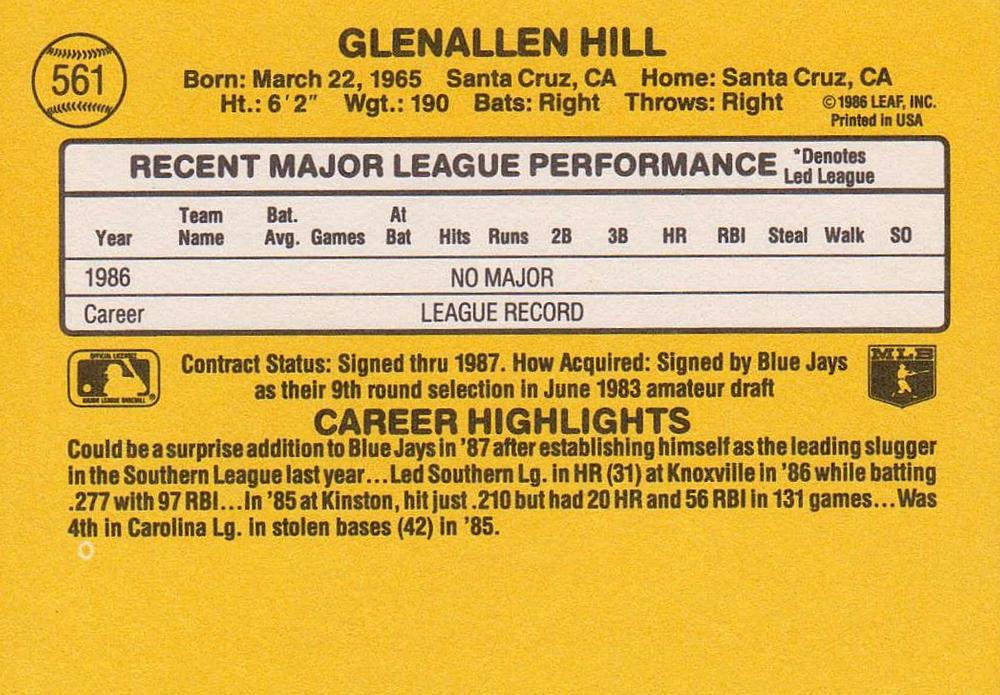 561
GLENALLEN HILL
Born: March 22, 1965 Santa Cruz, CA Home: Santa Cruz, CA
Ht.: 6'2" Wgt.: 190 Bats: Right Throws: Right
©1986 LEAF, INC.
Printed in USA
RECENT MAJOR LEAGUE PERFORMANCE
*Denotes
Led League
Year Team Name Bat. Avg. Games At Bat Hits Runs 2B 3B HR RBI Steal Walk SO
1986 NO MAJOR
Career LEAGUE RECORD
OFFICIAL LICENSEE
MAJOR LEAGUE BASEBALL
®
Contract Status: Signed thru 1987. How Acquired: Signed by Blue Jays
as their 9th round selection in June 1983 amateur draft
MLB
CAREER HIGHLIGHTS
Could be a surprise addition to Blue Jays in '87 after establishing himself as the leading slugger
in the Southern League last year...Led Southern Lg. in HR (31) at Knoxville in '86 while batting
.277 with 97 RBI...In '85 at Kinston, hit just .210 but had 20 HR and 56 RBI in 131 games...Was
4th in Carolina Lg. in stolen bases (42) in '85.